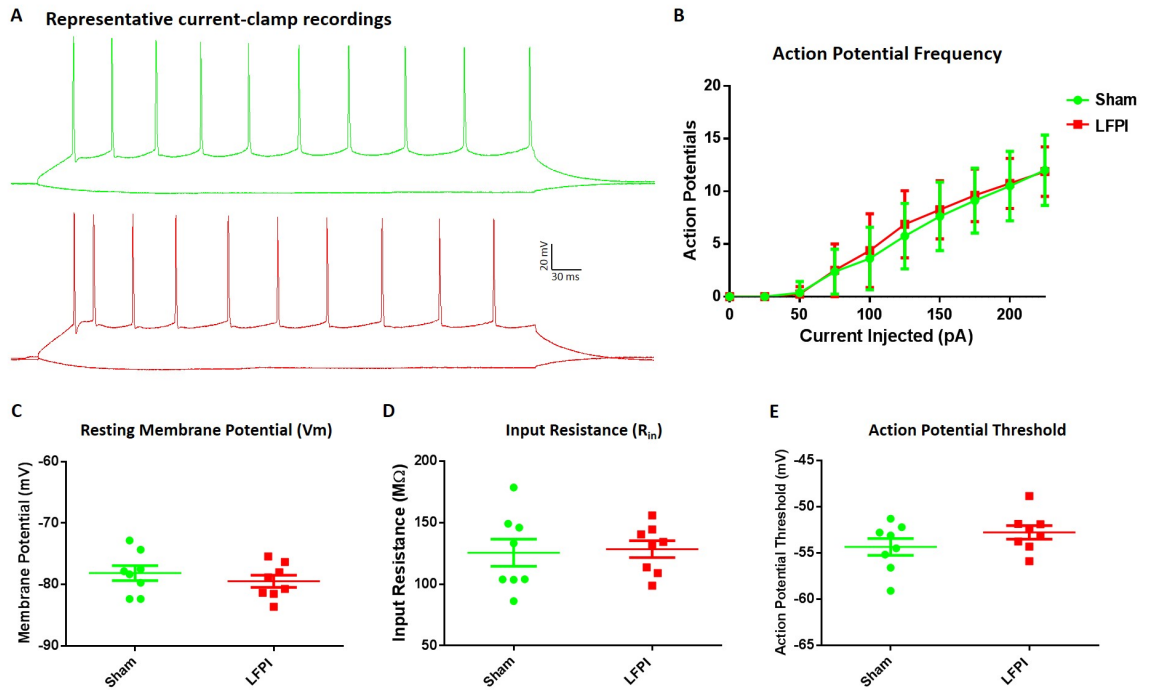 A
Representative current-clamp recordings
20 mV
30 ms
B
Action Potential Frequency
Action Potentials
20
15
10
5
0
0
50
100
150
200
Current Injected (pA)
Sham
LFPI
C
Resting Membrane Potential (Vm)
Membrane Potential (mV)
-60
-70
-80
-90
Sham
LFPI
D
Input Resistance (Rin)
Input Resistance (MΩ)
200
150
100
50
Sham
LFPI
E
Action Potential Threshold
Action Potential Threshold (mV)
-45
-50
-55
-60
-65
Sham
LFPI